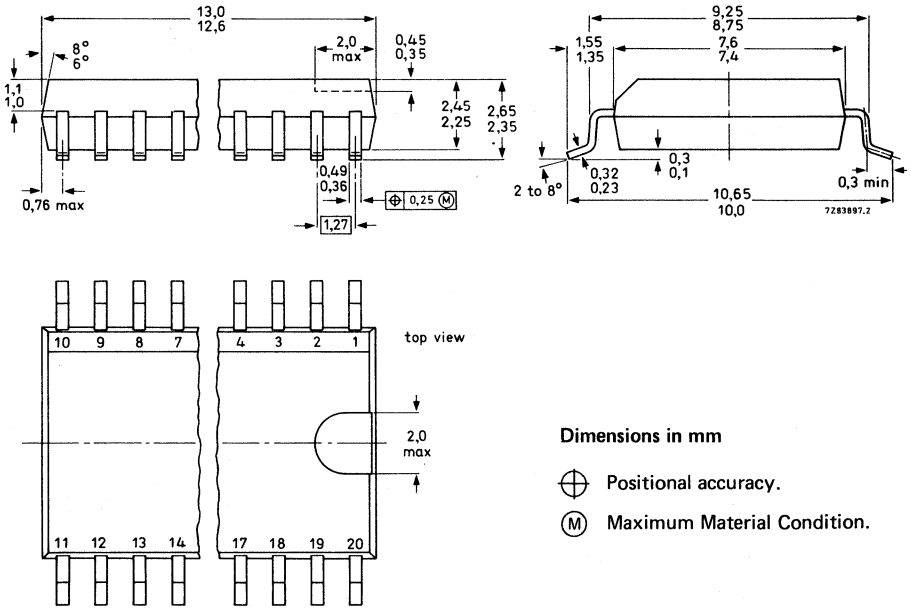 13,0
12,6
8°
6°
2,0
max
0,45
0,35
1,1
1,0
2,45
2,25
2,65
2,35
0,76 max
0,49
0,36
⌖ 0,25 Ⓜ
1,27
9,25
8,75
1,55
1,35
7,6
7,4
2 to 8°
0,32
0,23
0,3
0,1
0,3 min
10,65
10,0
7Z83897.2
10 9 8 7 4 3 2 1
top view
2,0
max
11 12 13 14 17 18 19 20
Dimensions in mm
⌖ Positional accuracy.
Ⓜ Maximum Material Condition.